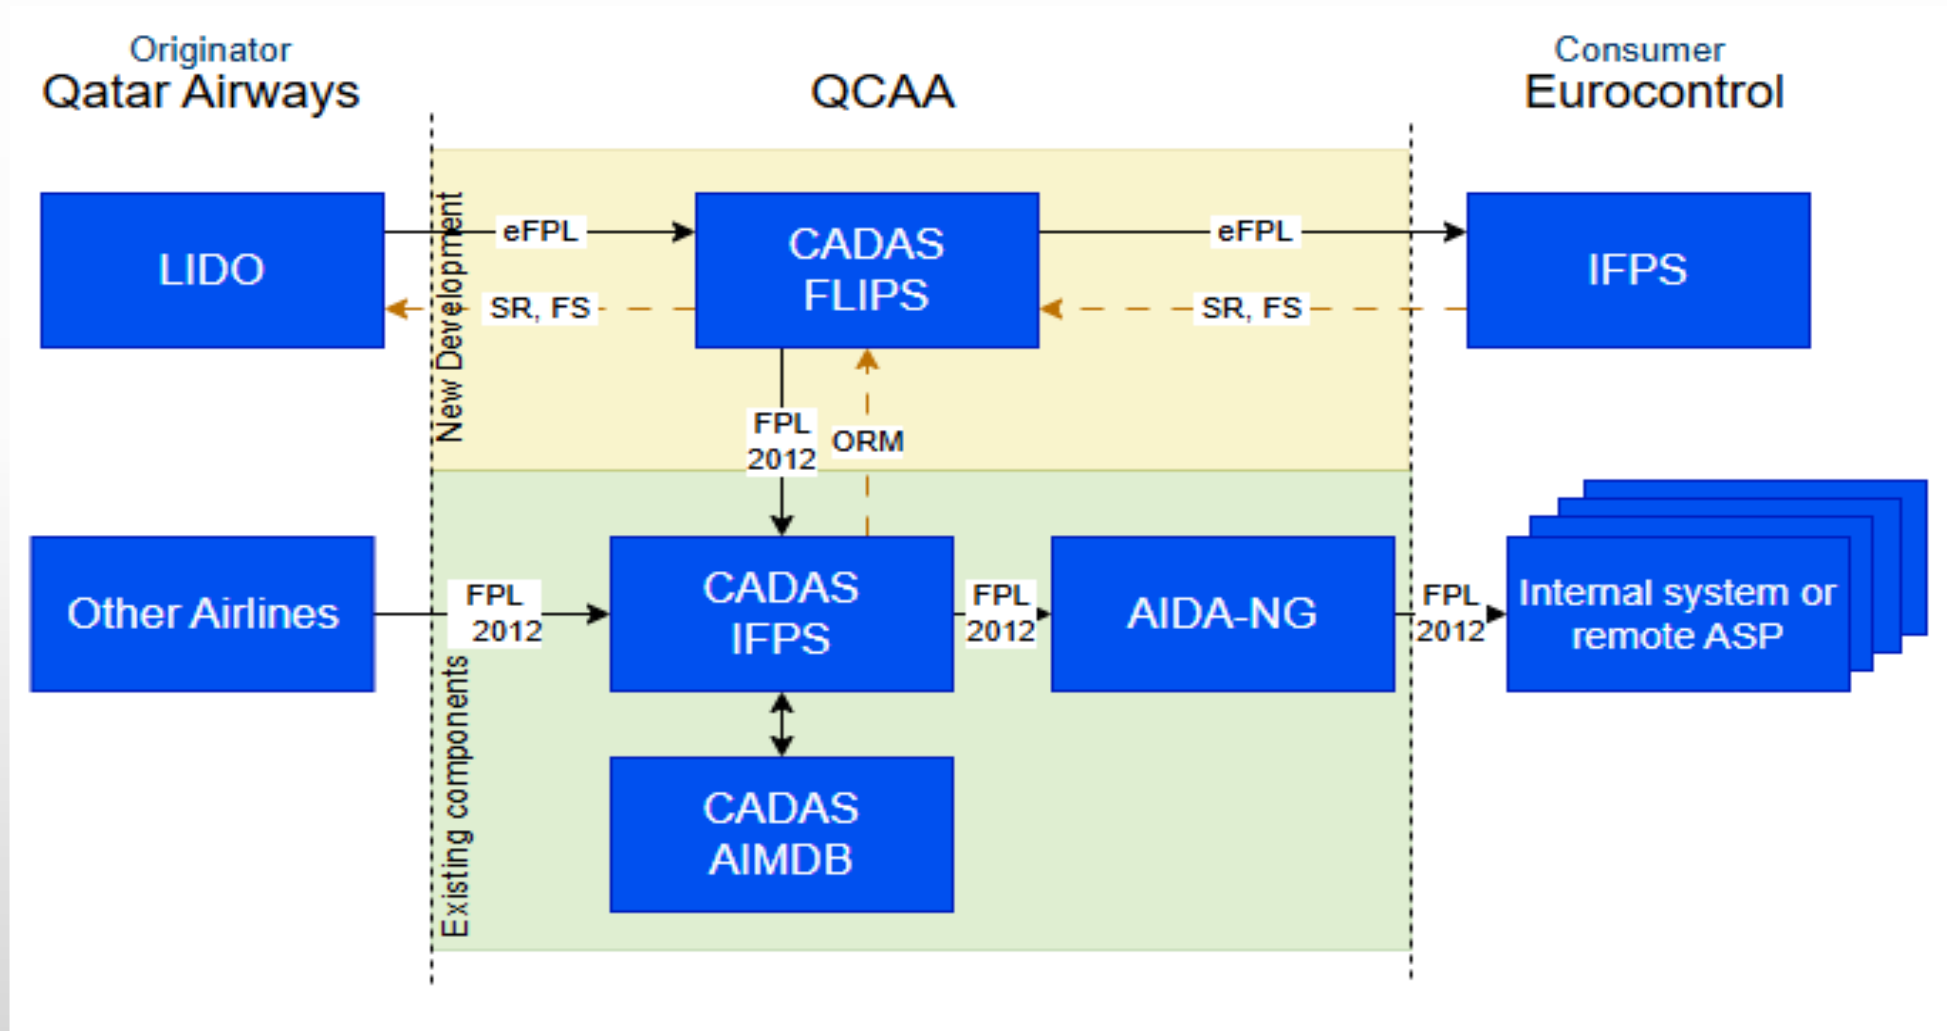 Originator
Qatar Airways
QCAA
Consumer
Eurocontrol
New Development
LIDO
eFPL
CADAS
FLIPS
eFPL
IFPS
SR, FS
SR, FS
FPL
2012
ORM
Existing components
Other Airlines
FPL
2012
CADAS
IFPS
FPL
2012
AIDA-NG
FPL
2012
Internal system or
remote ASP
CADAS
AIMDB